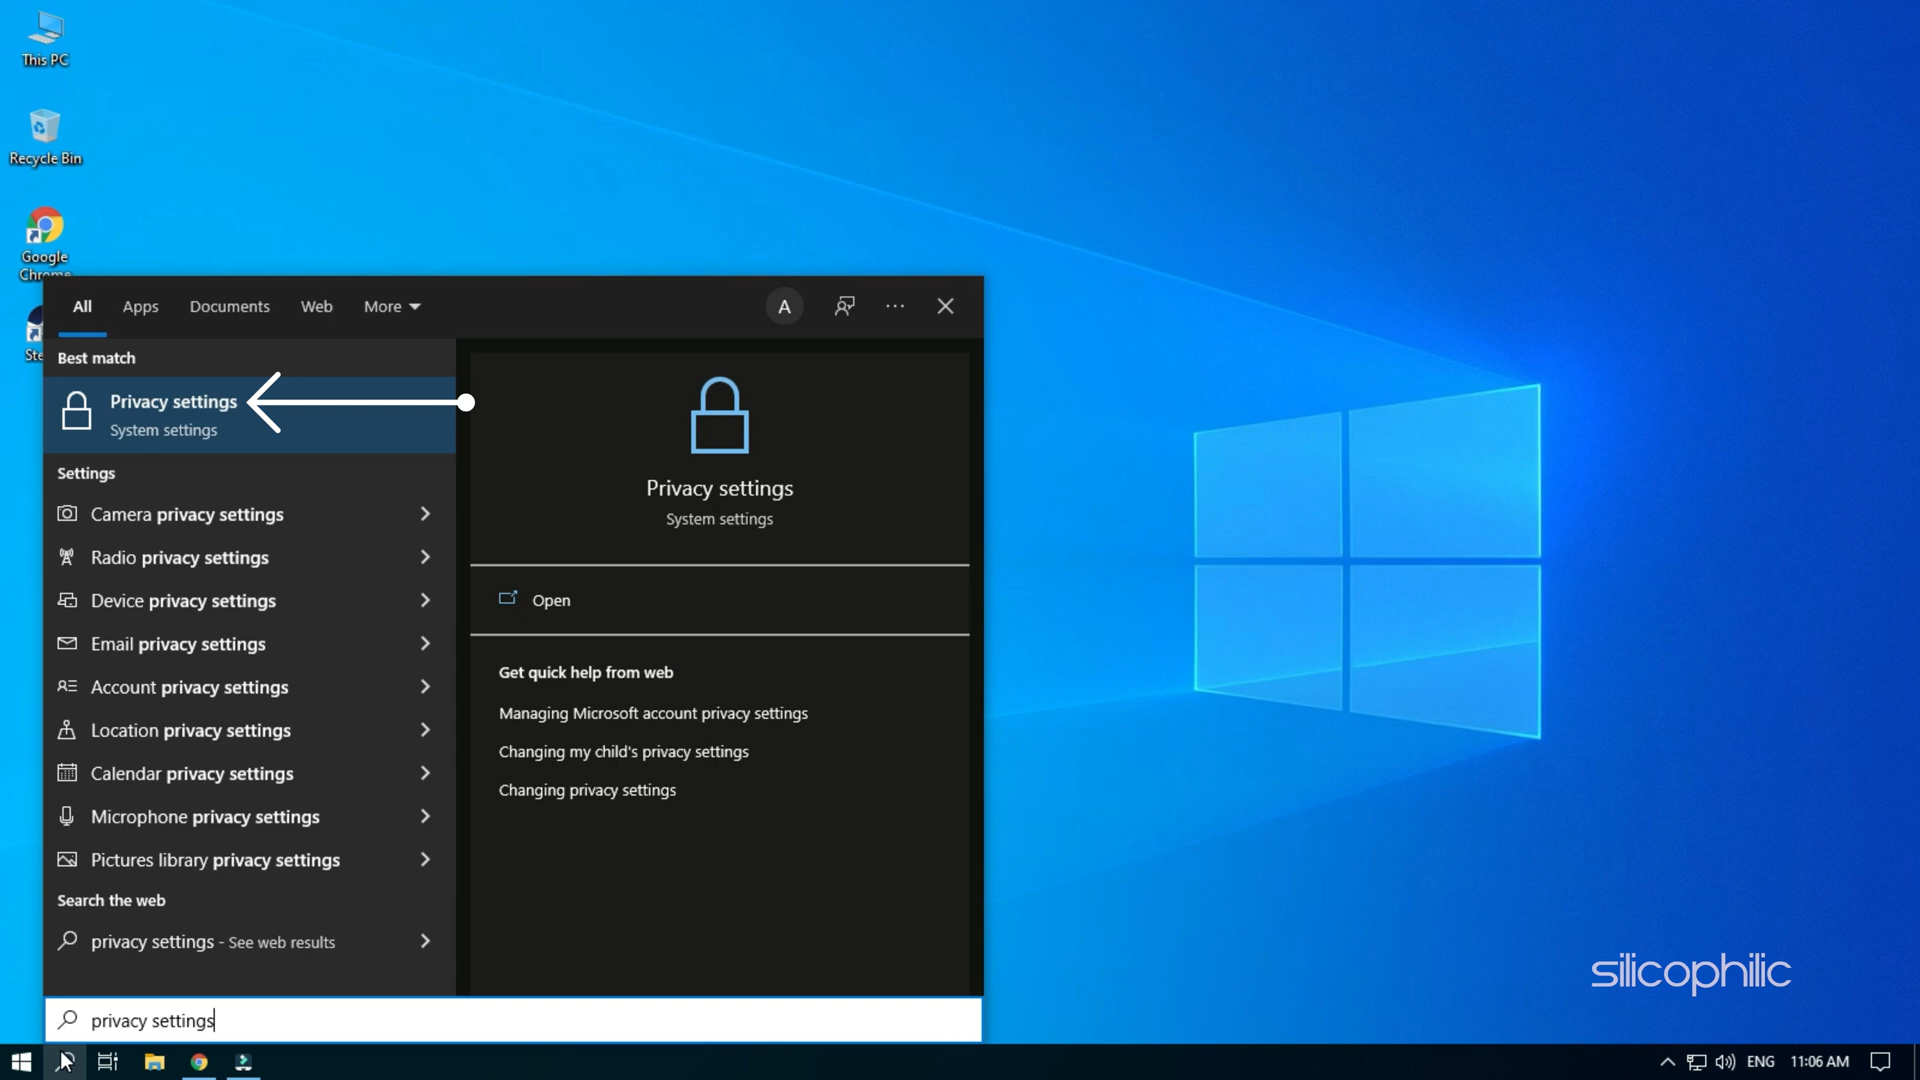 This PC
Recycle Bin
Google
Chrome
Ste
All Apps Documents Web More
A
Best match
Privacy settings
System settings
Settings
Camera privacy settings
Radio privacy settings
Device privacy settings
Email privacy settings
Account privacy settings
Location privacy settings
Calendar privacy settings
Microphone privacy settings
Pictures library privacy settings
Search the web
privacy settings - See web results
Privacy settings
System settings
Open
Get quick help from web
Managing Microsoft account privacy settings
Changing my child's privacy settings
Changing privacy settings
privacy settings
silicophilic
ENG 11:06 AM